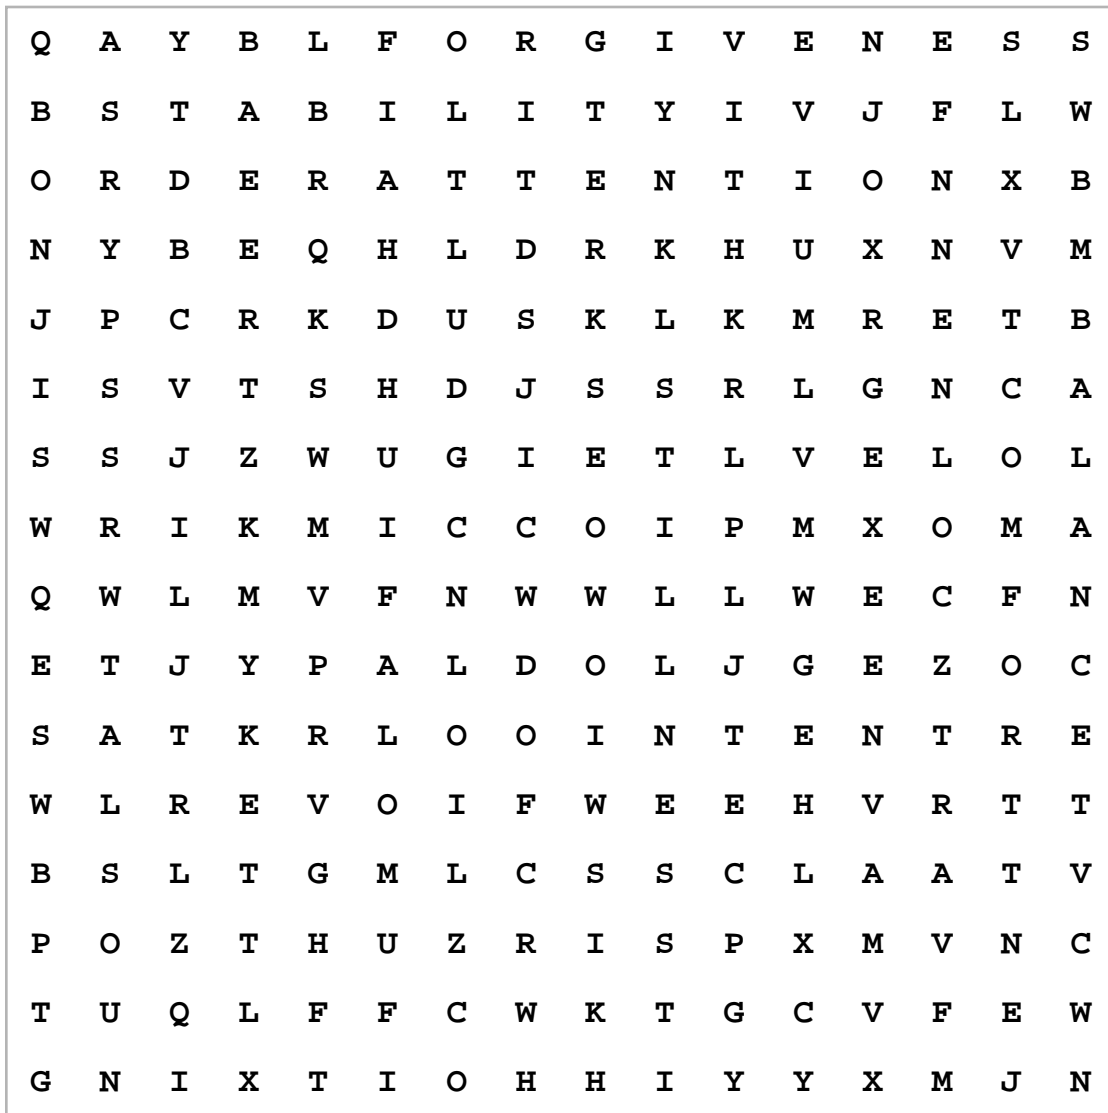 Q A Y B L F O R G I V E N E S S
B S T A B I L I T Y I V J F L W
O R D E R A T T E N T I O N X B
N Y B E Q H L D R K H U X N V M
J P C R K D U S K L K M R E T B
I S V T S H D J S S R L G N C A
S S J Z W U G I E T L V E L O L
W R I K M I C C O I P M X O M A
Q W L M V F N W W L L W E C F N
E T J Y P A L D O L J G E Z O C
S A T K R L O O I N T E N T R E
W L R E V O I F W E E H V R T T
B S L T G M L C S S C L A A T V
P O Z T H U Z R I S P X M V N C
T U Q L F F C W K T G C V F E W
G N I X T I O H H I Y Y X M J N